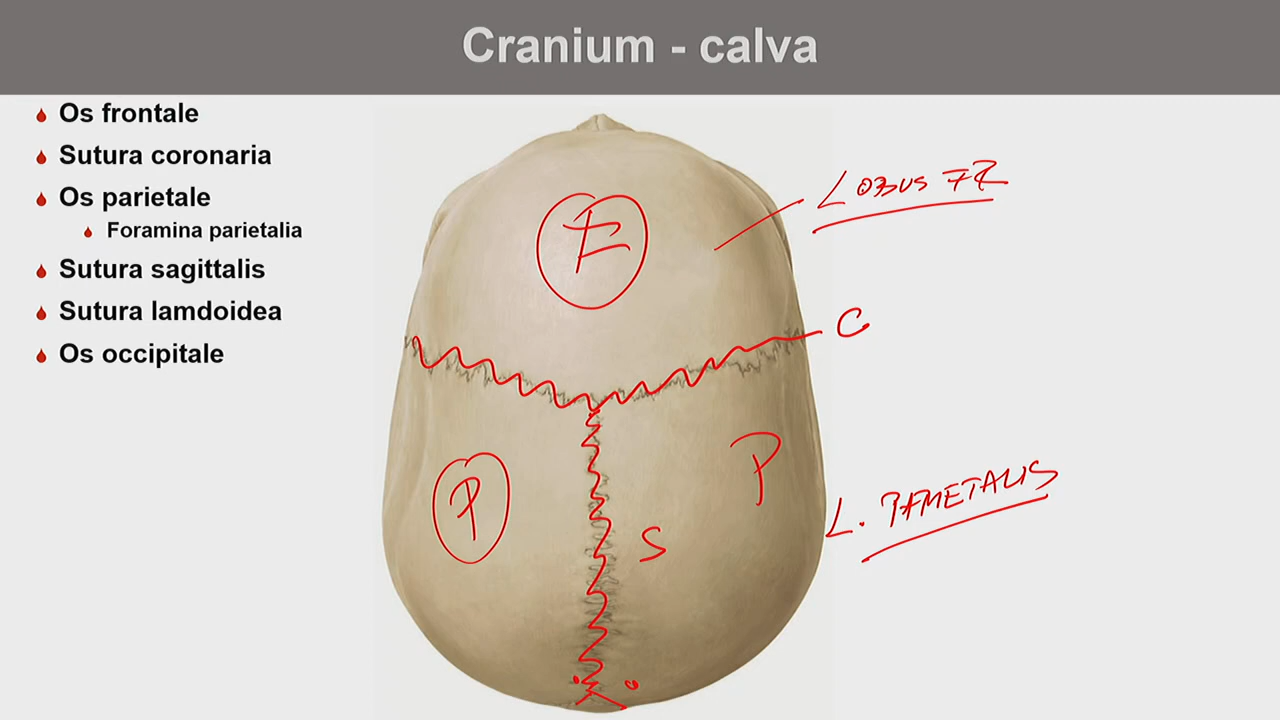 Cranium - calva
Os frontale
Sutura coronaria
Os parietale
Foramina parietalia
Sutura sagittalis
Sutura lamdoidea
Os occipitale
LOBUS FR
F
C
P
P
L. PARIETALIS
S